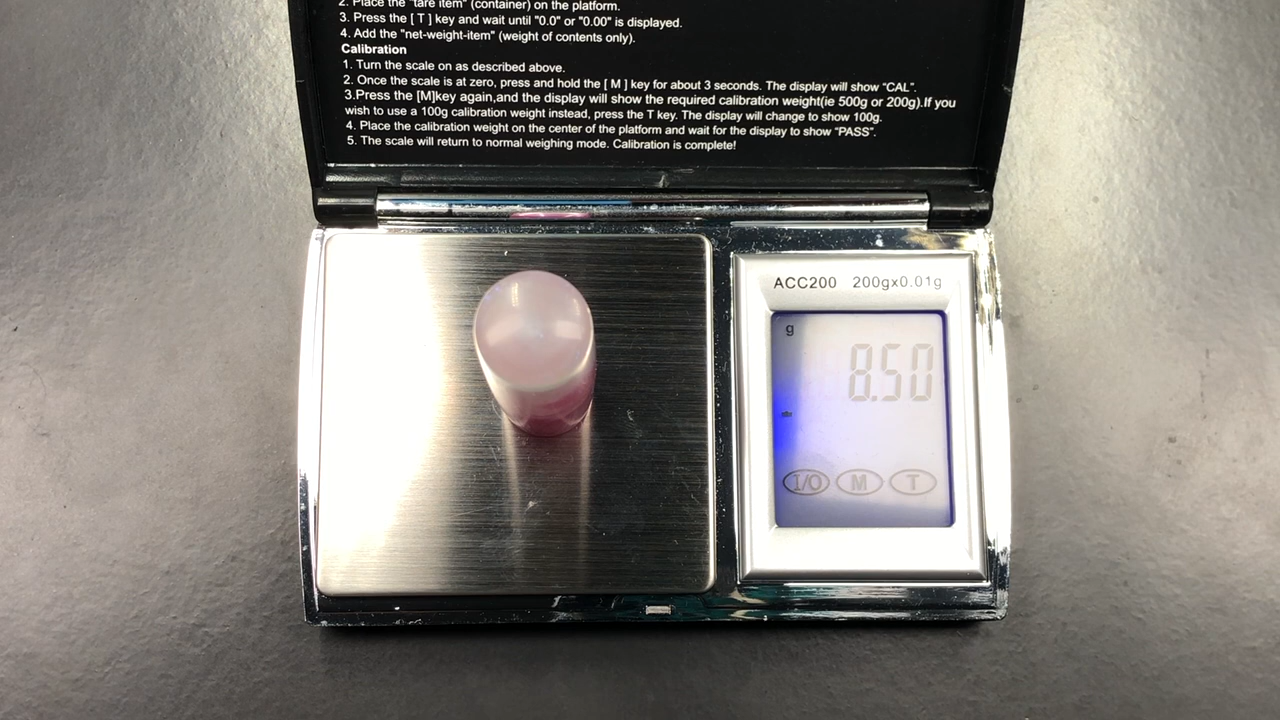 2. Place the "tare item" (container) on the platform.
3. Press the [ T ] key and wait until "0.0" or "0.00" is displayed.
4. Add the "net-weight-item" (weight of contents only).
Calibration
1. Turn the scale on as described above.
2. Once the scale is at zero, press and hold the [ M ] key for about 3 seconds. The display will show “CAL”.
3.Press the [M]key again,and the display will show the required calibration weight(ie 500g or 200g).If you
wish to use a 100g calibration weight instead, press the T key. The display will change to show 100g.
4. Place the calibration weight on the center of the platform and wait for the display to show “PASS”.
5. The scale will return to normal weighing mode. Calibration is complete!
ACC200 200gx0.01g
g
8.50
I/O M T